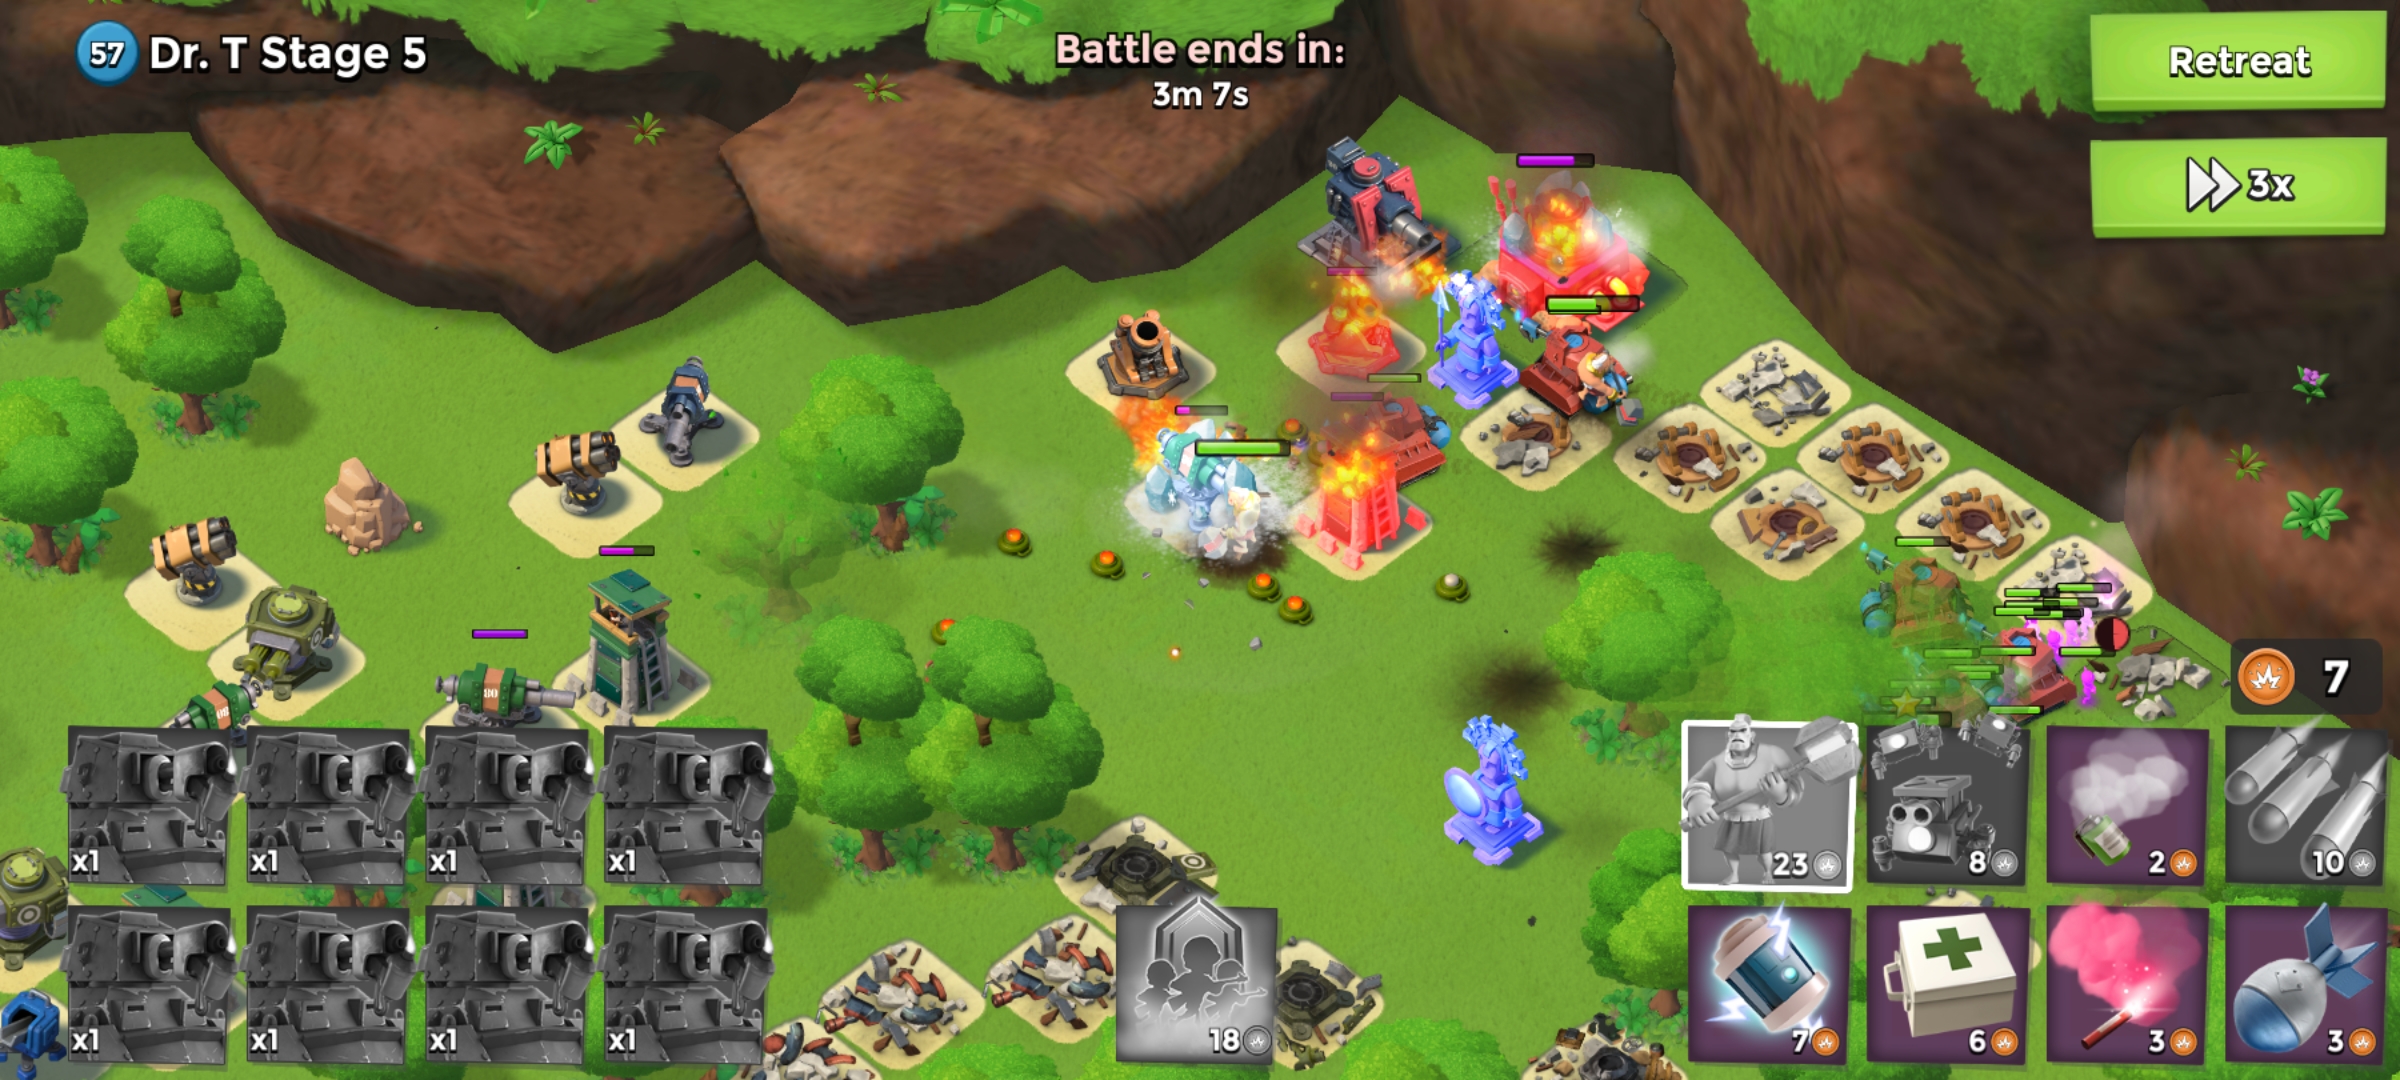 57 Dr. T Stage 5
Battle ends in:
3m 7s
Retreat
3x
7
x1 x1 x1 x1
23 8 2 10
x1 x1 x1 x1
18
7 6 3 3